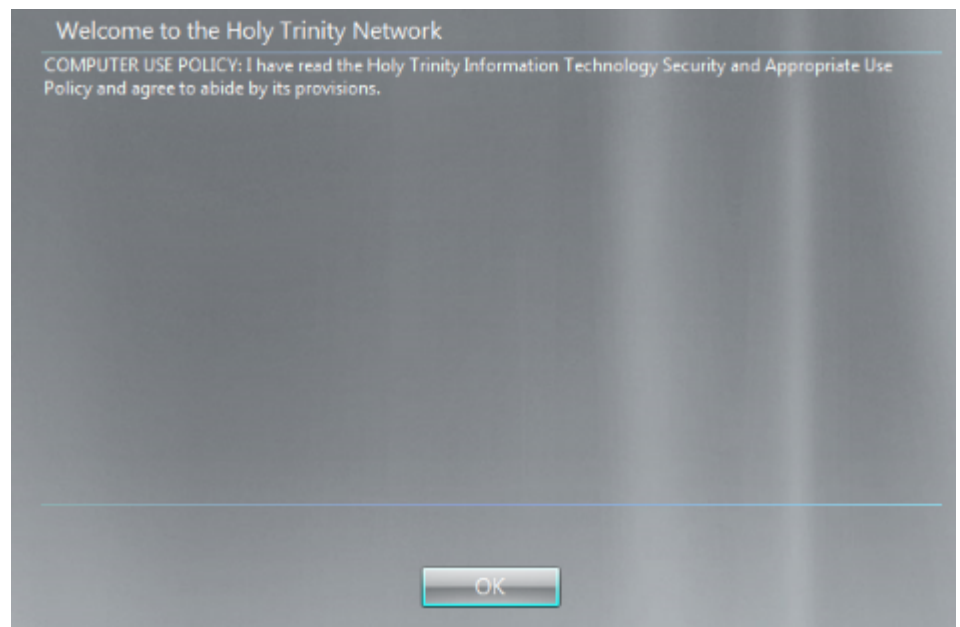 Welcome to the Holy Trinity Network
COMPUTER USE POLICY: I have read the Holy Trinity Information Technology Security and Appropriate Use
Policy and agree to abide by its provisions.
OK